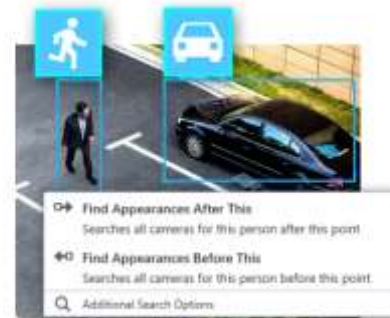 Find Appearances After This
Searches all cameras for this person after this point
Find Appearances Before This
Searches all cameras for this person before this point
Additional Search Options